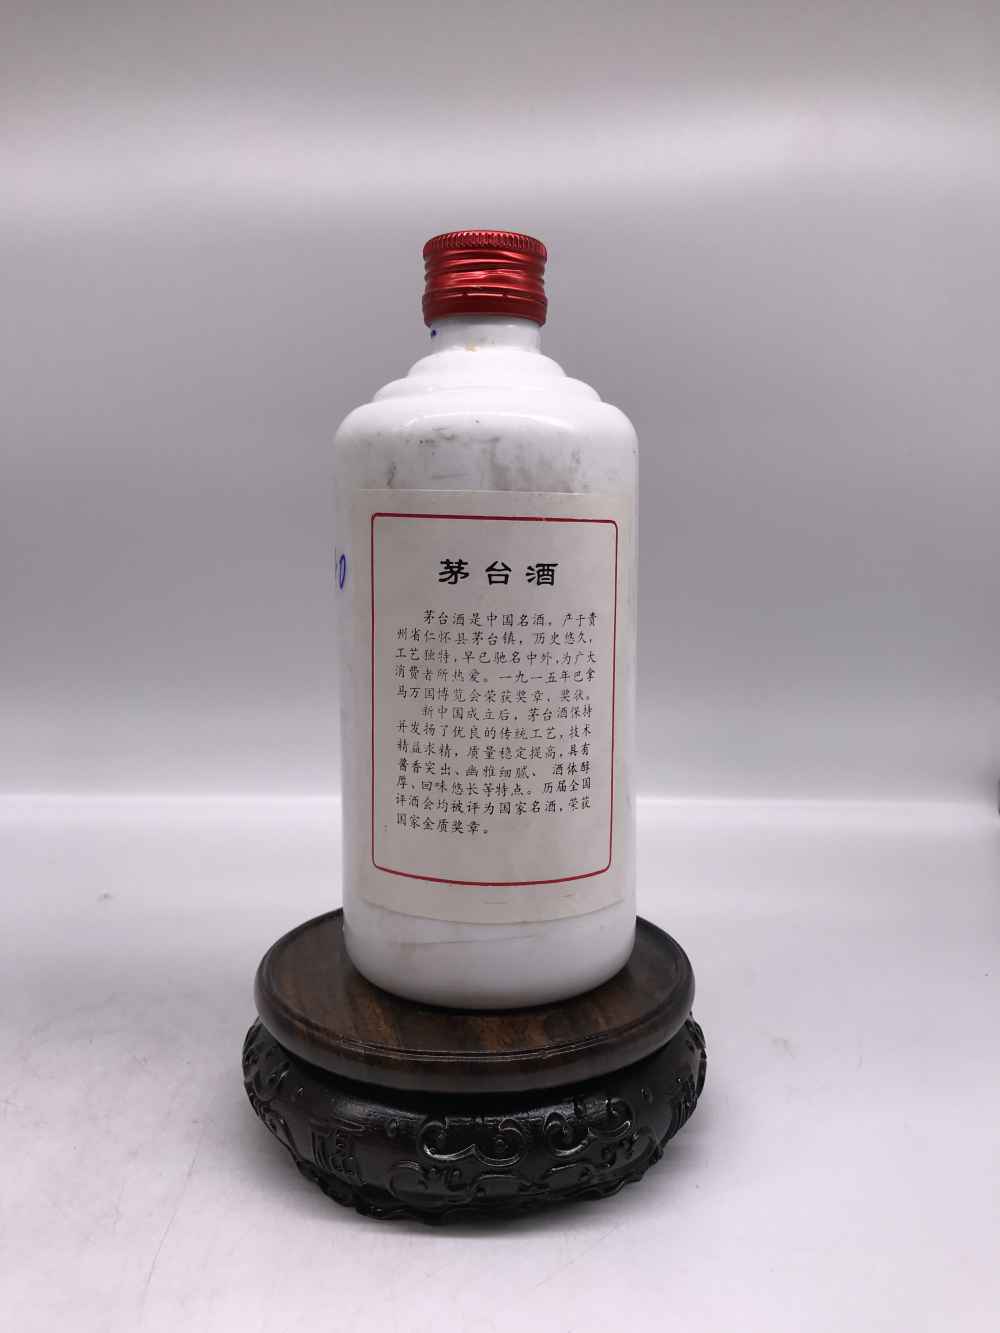 茅台酒
茅台酒是中国名酒。产于贵
州省仁怀县茅台镇，历史悠久，
工艺独特，早已驰名中外，为广大
消费者所热爱。一九一五年巴拿
马万国博览会荣获奖章、奖状。
新中国成立后，茅台酒保持
并发扬了优良的传统工艺，技术
精益求精，质量稳定提高，具有
酱香突出、幽雅细腻、酒体醇
厚、回味悠长等特点。历届全国
评酒会均被评为国家名酒，荣获
国家金质奖章。